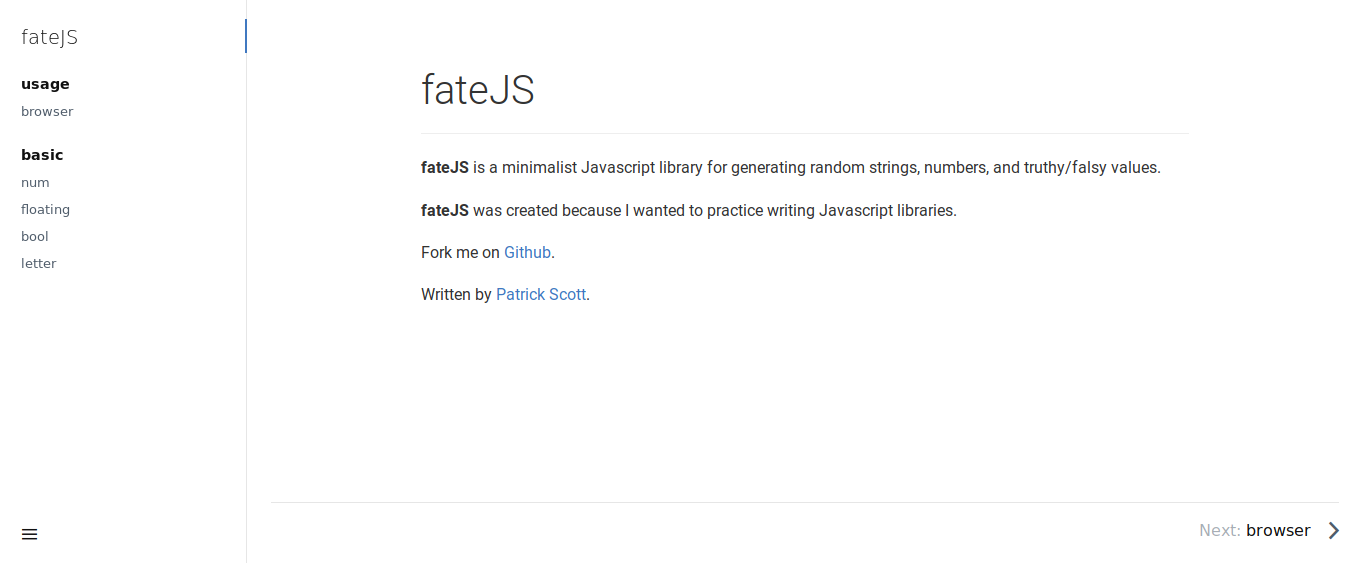 fateJS
usage
browser
basic
num
floating
bool
letter
fateJS
fateJS is a minimalist Javascript library for generating random strings, numbers, and truthy/falsy values.
fateJS was created because I wanted to practice writing Javascript libraries.
Fork me on Github.
Written by Patrick Scott.
Next: browser